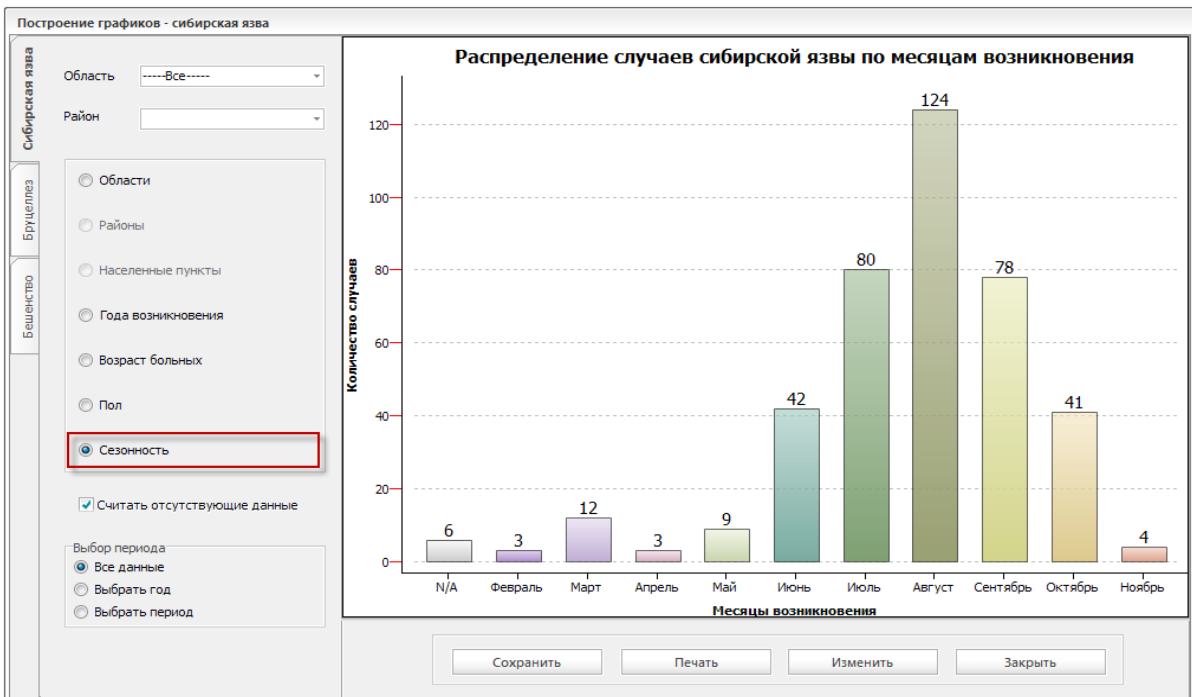 Построение графиков - сибирская язва
Сибирская язва
Бруцеллез
Бешенство
Область
-----Все-----
Район
Области
Районы
Населенные пункты
Года возникновения
Возраст больных
Пол
Сезонность
Считать отсутствующие данные
Выбор периода
Все данные
Выбрать год
Выбрать период
Распределение случаев сибирской язвы по месяцам возникновения
Количество случаев
120
100
80
60
40
20
0
6
3
12
3
9
42
80
124
78
41
4
N/A Февраль Март Апрель Май Июнь Июль Август Сентябрь Октябрь Ноябрь
Месяцы возникновения
Сохранить Печать Изменить Закрыть